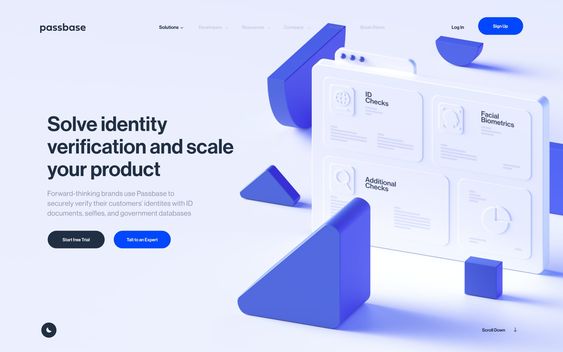 passbase
Solutions
Developers
Resources
Company
Book Demo
Log In
Sign Up
Solve identity
verification and scale
your product
Forward-thinking brands use Passbase to
securely verify their customers' identites with ID
documents, selfies, and government databases
Start free Trial
Talk to an Expert
ID
Checks
Facial
Biometrics
Additional
Checks
Scroll Down